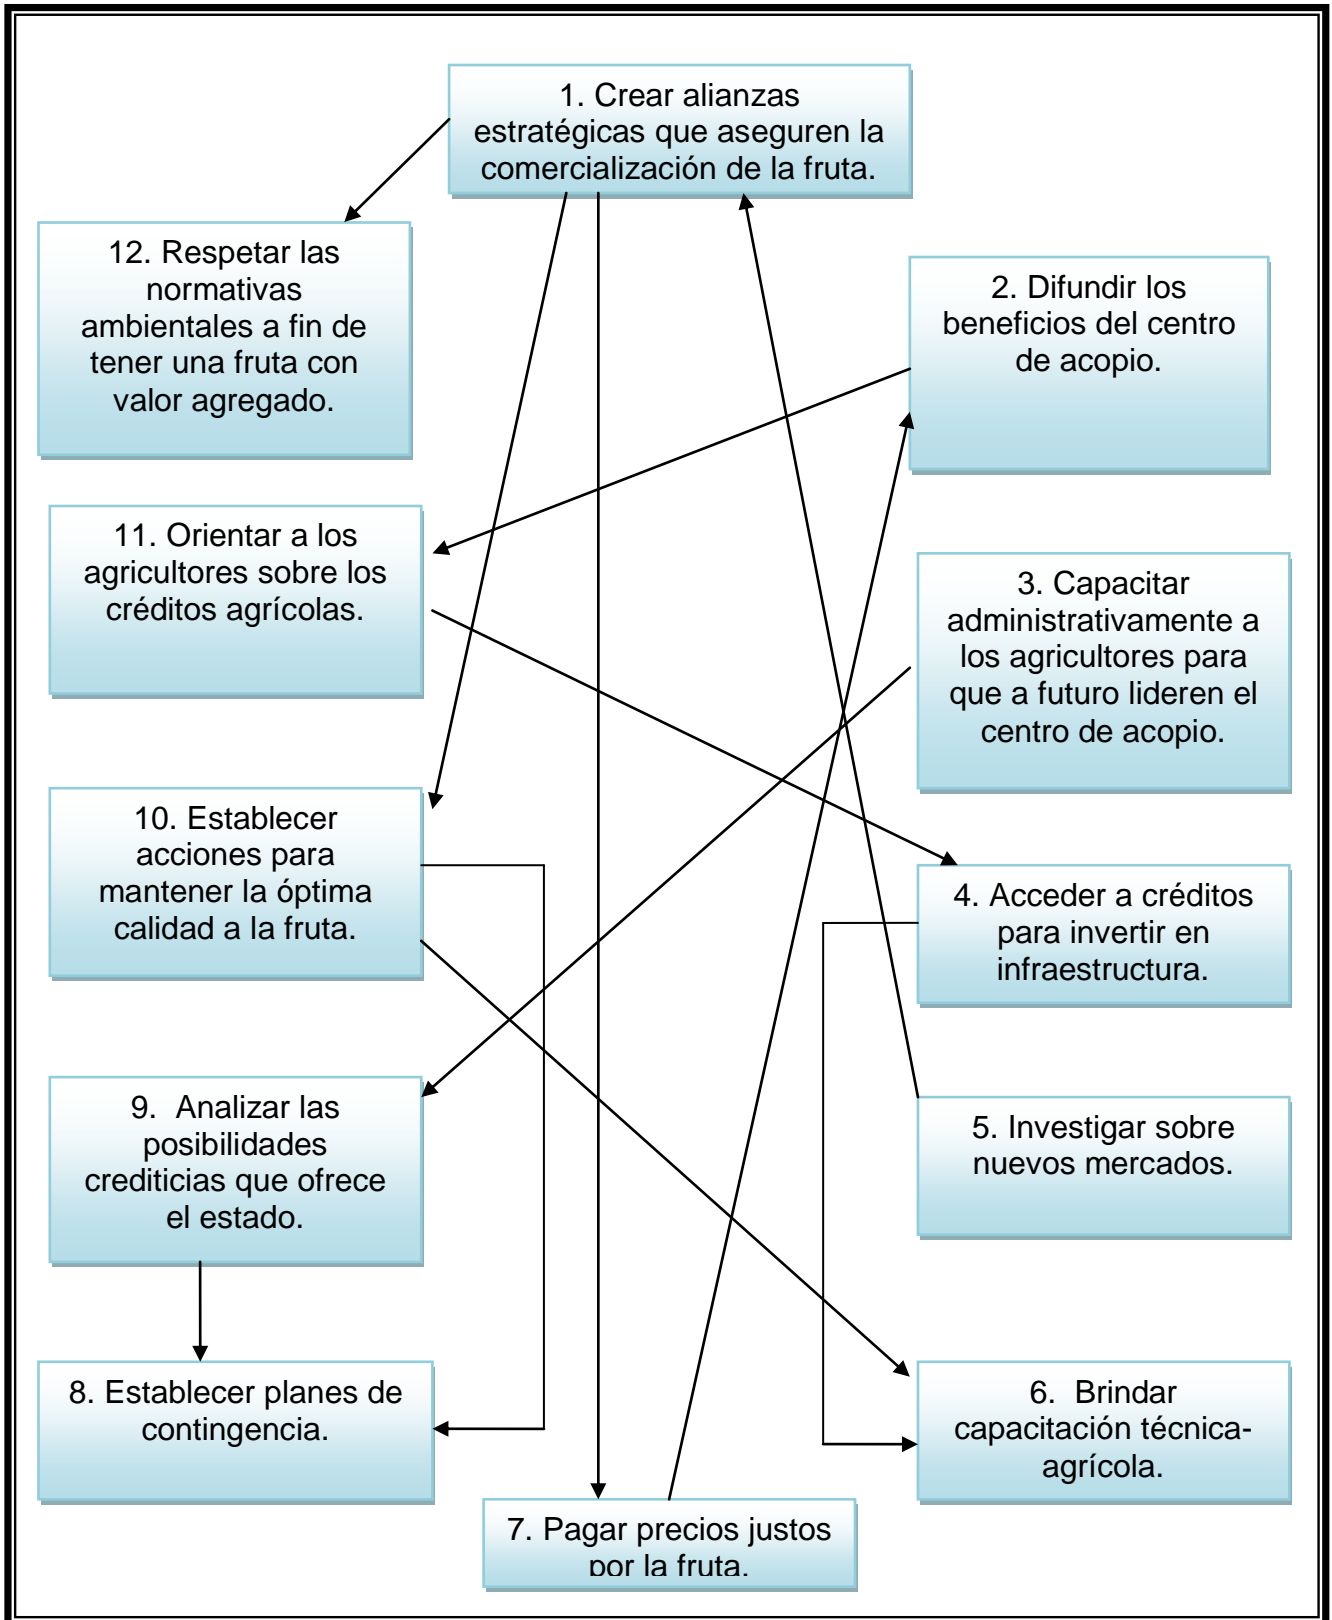 1. Crear alianzas
estratégicas que aseguren la
comercialización de la fruta.
12. Respetar las
normativas
ambientales a fin de
tener una fruta con
valor agregado.
2. Difundir los
beneficios del centro
de acopio.
11. Orientar a los
agricultores sobre los
créditos agrícolas.
3. Capacitar
administrativamente a
los agricultores para
que a futuro lideren el
centro de acopio.
10. Establecer
acciones para
mantener la óptima
calidad a la fruta.
4. Acceder a créditos
para invertir en
infraestructura.
9. Analizar las
posibilidades
crediticias que ofrece
el estado.
5. Investigar sobre
nuevos mercados.
8. Establecer planes de
contingencia.
6. Brindar
capacitación técnica-
agrícola.
7. Pagar precios justos
por la fruta.